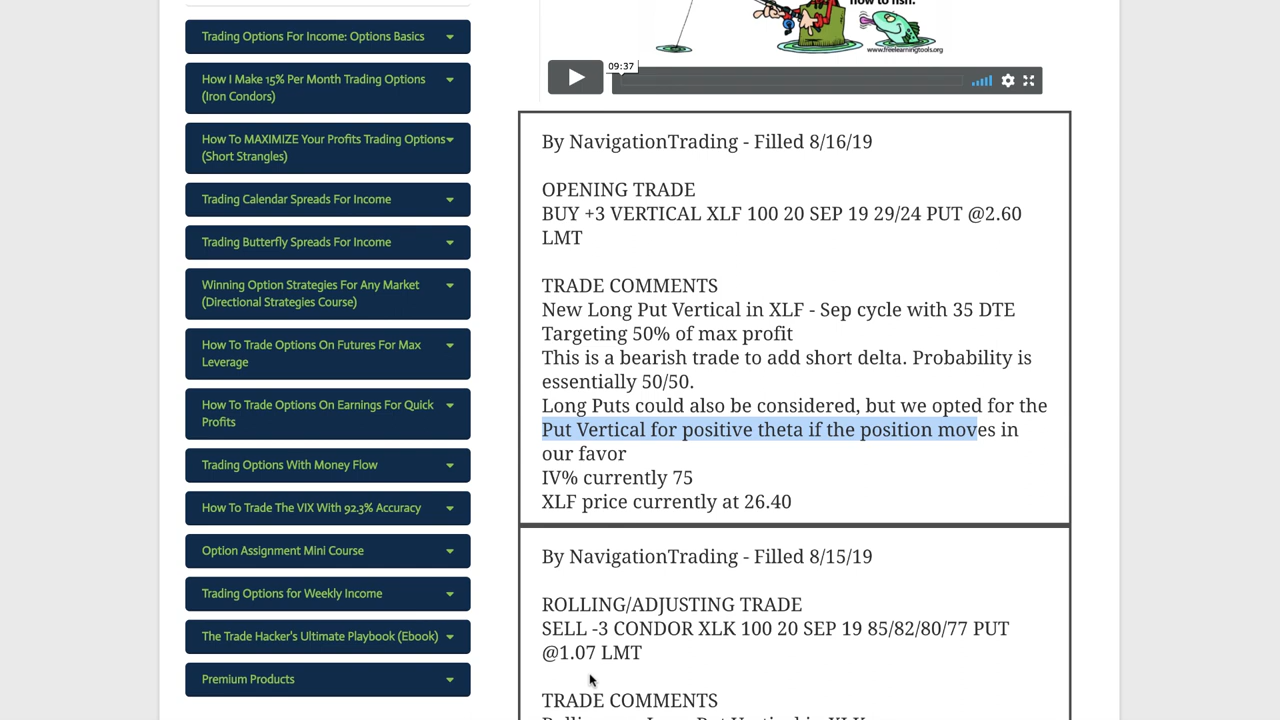 how to fish.
www.freelearningtools.org
09:37
Trading Options For Income: Options Basics
How I Make 15% Per Month Trading Options
(Iron Condors)
How To MAXIMIZE Your Profits Trading Options
(Short Strangles)
Trading Calendar Spreads For Income
Trading Butterfly Spreads For Income
Winning Option Strategies For Any Market
(Directional Strategies Course)
How To Trade Options On Futures For Max
Leverage
How To Trade Options On Earnings For Quick
Profits
Trading Options With Money Flow
How To Trade The VIX With 92.3% Accuracy
Option Assignment Mini Course
Trading Options for Weekly Income
The Trade Hacker's Ultimate Playbook (Ebook)
Premium Products
By NavigationTrading - Filled 8/16/19
OPENING TRADE
BUY +3 VERTICAL XLF 100 20 SEP 19 29/24 PUT @2.60
LMT
TRADE COMMENTS
New Long Put Vertical in XLF - Sep cycle with 35 DTE
Targeting 50% of max profit
This is a bearish trade to add short delta. Probability is
essentially 50/50.
Long Puts could also be considered, but we opted for the
Put Vertical for positive theta if the position moves in
our favor
IV% currently 75
XLF price currently at 26.40
By NavigationTrading - Filled 8/15/19
ROLLING/ADJUSTING TRADE
SELL -3 CONDOR XLK 100 20 SEP 19 85/82/80/77 PUT
@1.07 LMT
TRADE COMMENTS